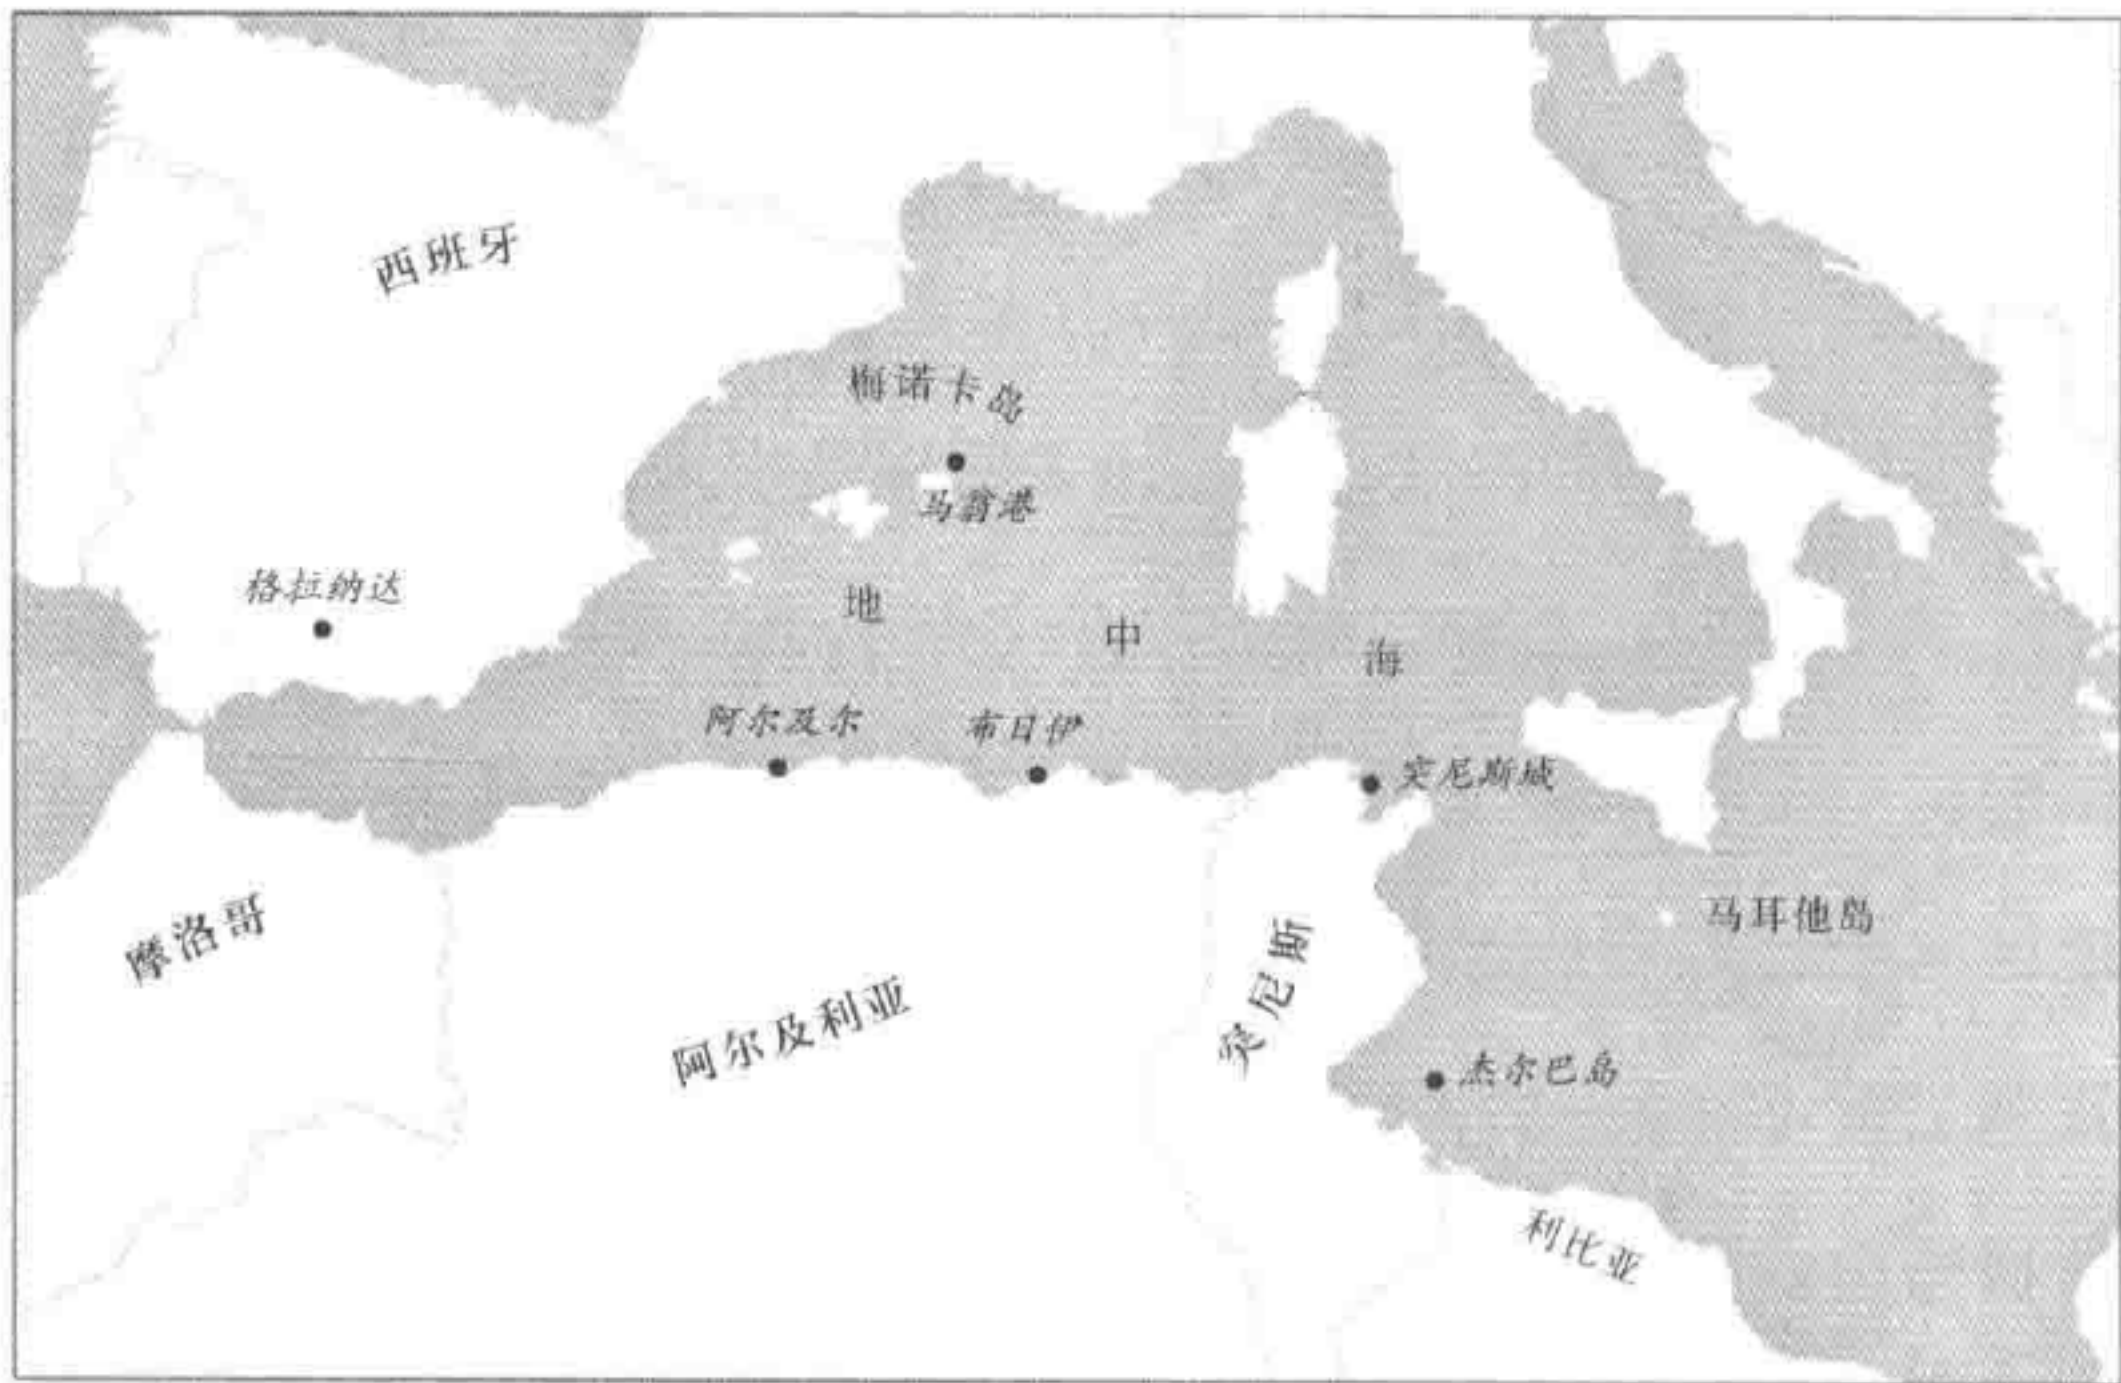 西班牙
梅诺卡岛
马翁港
格拉纳达
地中海
阿尔及尔
布日伊
突尼斯城
摩洛哥
阿尔及利亚
突尼斯
马耳他岛
杰尔巴岛
利比亚